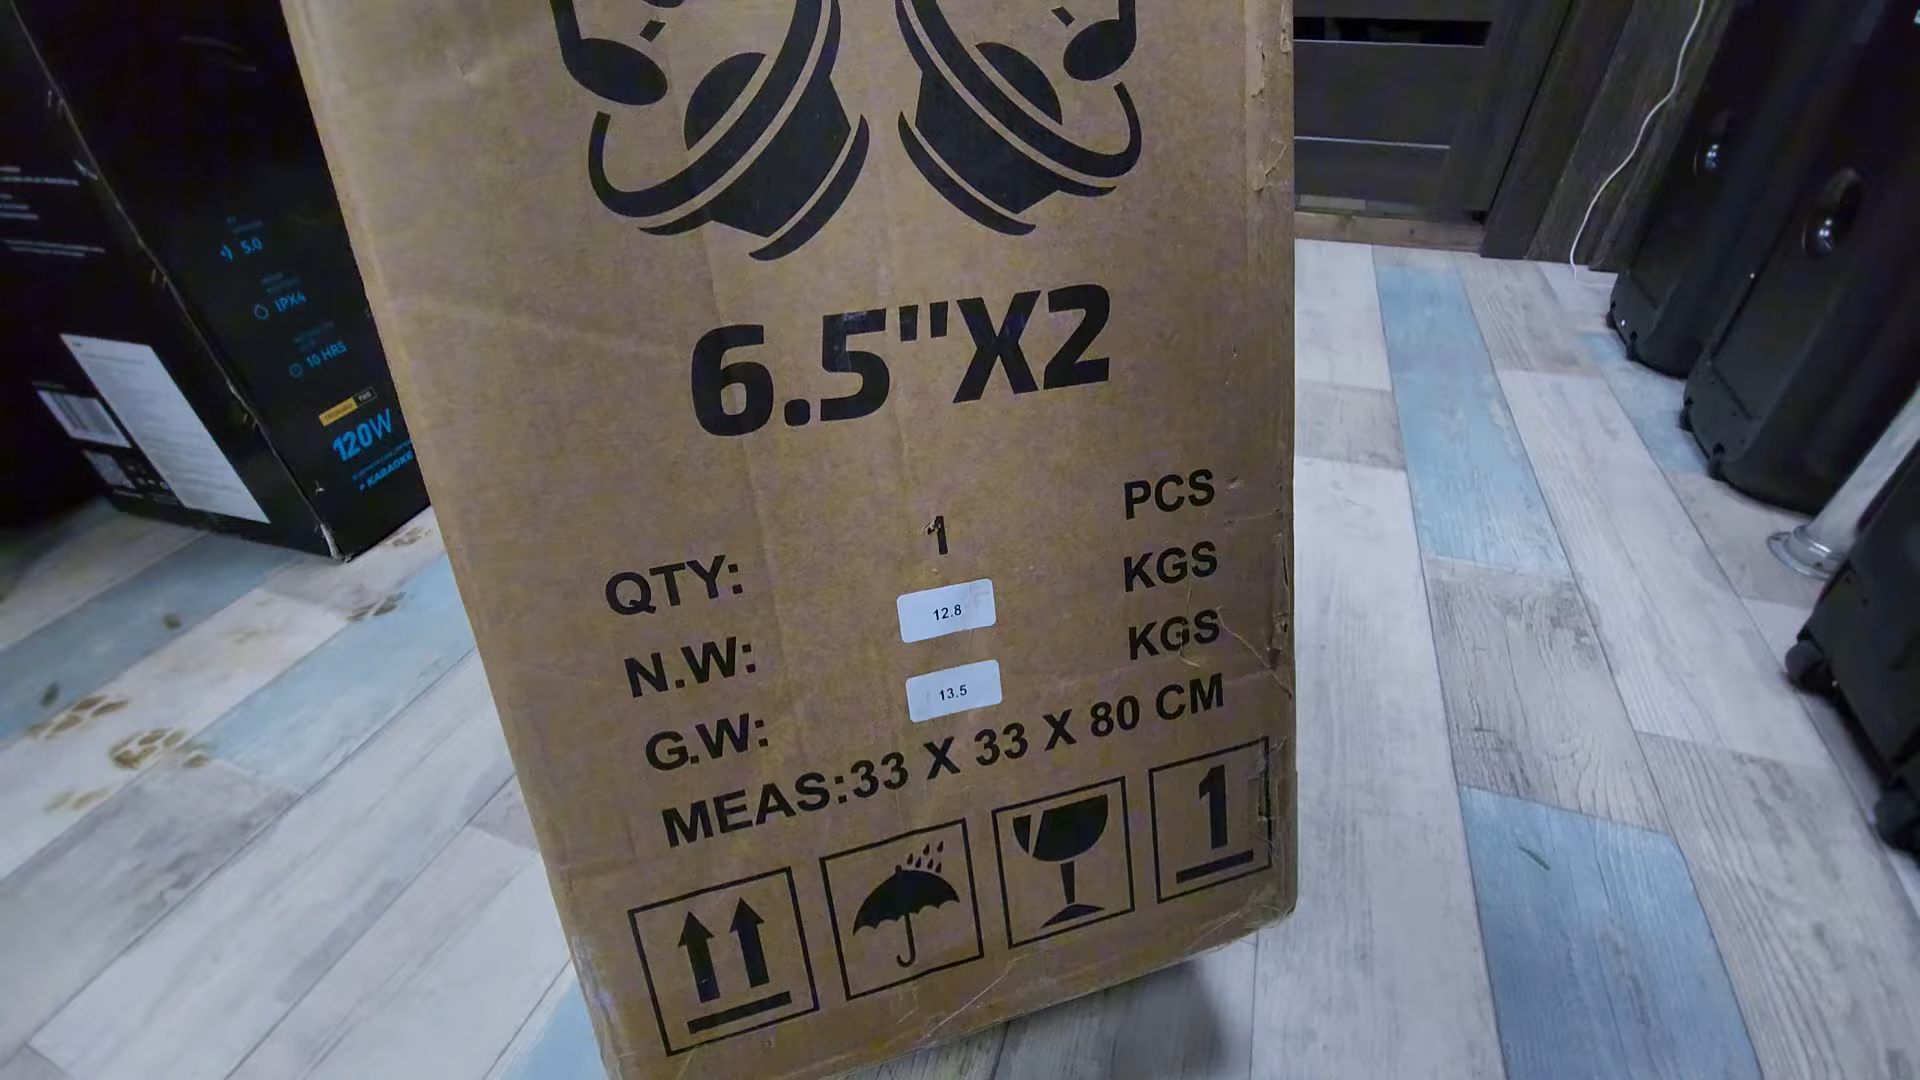 6.5"X2
QTY: 1 PCS
N.W: 12.8 KGS
G.W: 13.5 KGS
MEAS:33 X 33 X 80 CM
1
5.0
IPX4
10 HRS
120W
KARAOKE